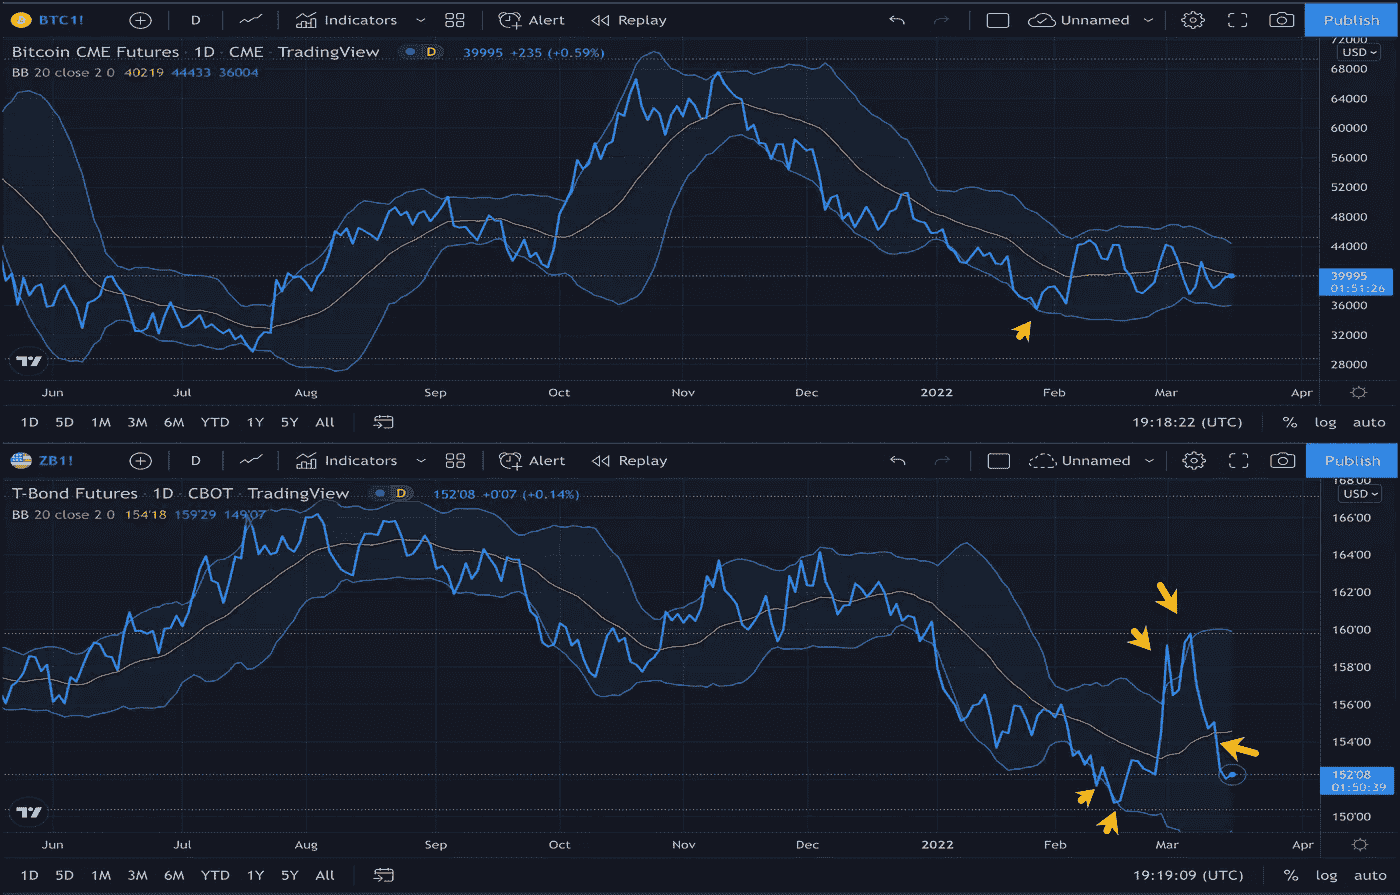 BTC1! D Indicators Alert Replay Unnamed Publish
Bitcoin CME Futures · 1D · CME · TradingView D 39995 +235 (+0.59%)
BB 20 close 2 0 40219 44433 36004
72000
USD
68000
64000
60000
56000
52000
48000
44000
39995
01:51:26
36000
32000
28000
Jun Jul Aug Sep Oct Nov Dec 2022 Feb Mar Apr
1D 5D 1M 3M 6M YTD 1Y 5Y All 19:18:22 (UTC) % log auto
ZB1! D Indicators Alert Replay Unnamed Publish
T-Bond Futures · 1D · CBOT · TradingView D 152'08 +0'07 (+0.14%)
BB 20 close 2 0 154'18 159'29 149'07
168'00
USD
166'00
164'00
162'00
160'00
158'00
156'00
154'00
152'08
01:50:39
150'00
Jun Jul Aug Sep Oct Nov Dec 2022 Feb Mar Apr
1D 5D 1M 3M 6M YTD 1Y 5Y All 19:19:09 (UTC) % log auto